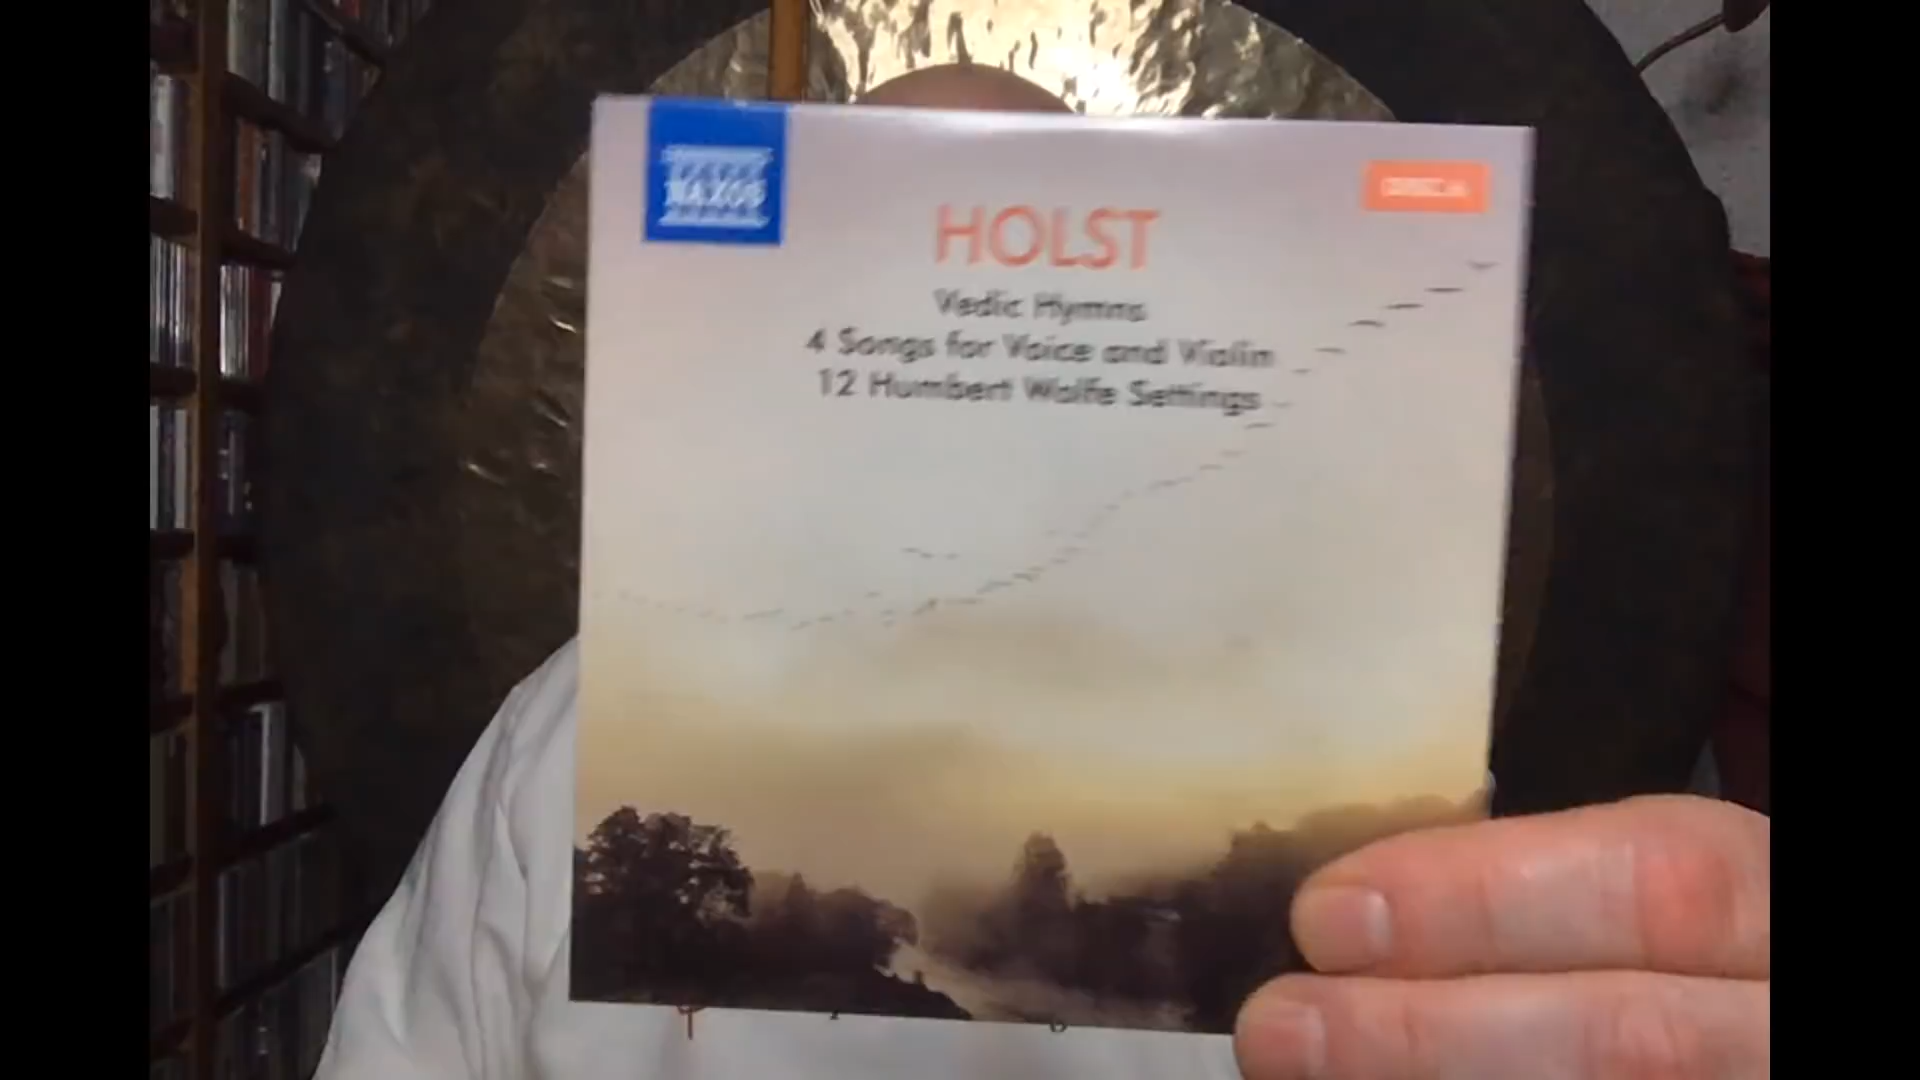 NAXOS
HOLST
Vedic Hymns
4 Songs for Voice and Violin
12 Humbert Wolfe Settings